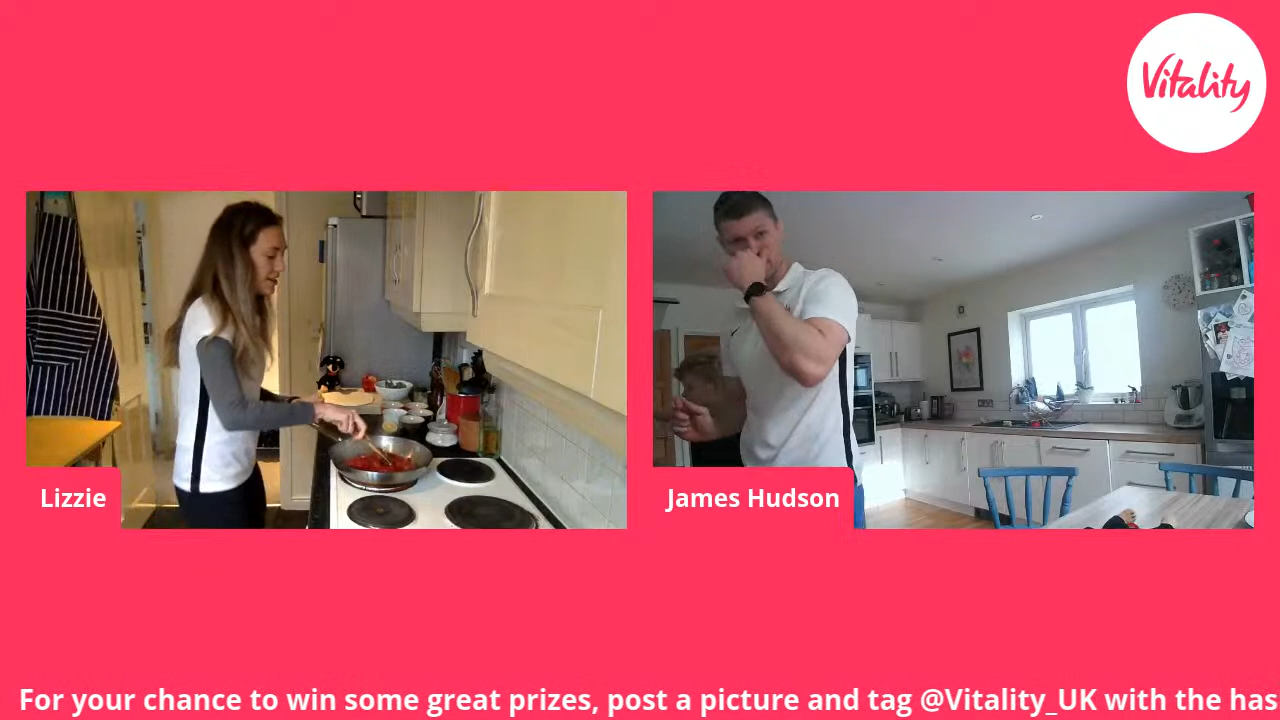 Vitality
Lizzie
James Hudson
For your chance to win some great prizes, post a picture and tag @Vitality_UK with the has